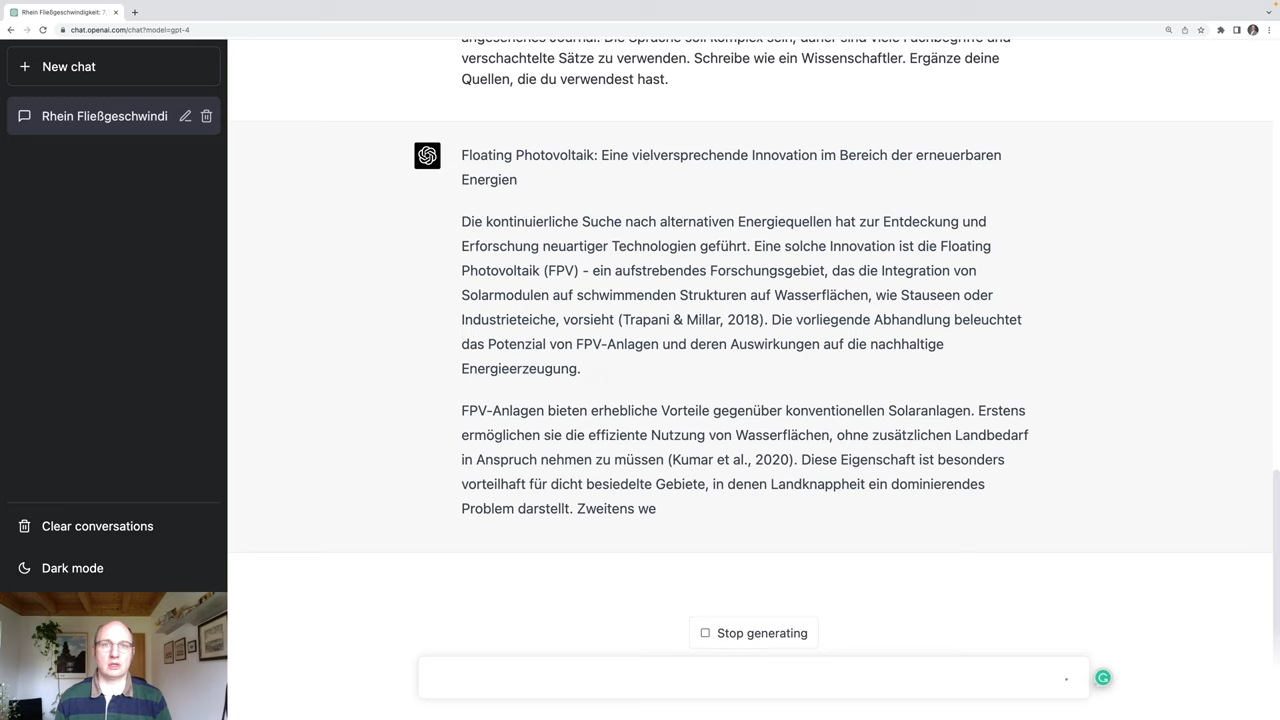 Rhein Fließgeschwindigkeit: 7,
chat.openai.com/chat?model=gpt-4
New chat
Rhein Fließgeschwindi
Clear conversations
Dark mode
angesehenes Journal. Die Sprache soll komplex sein, daher sind viele Fachbegriffe und
verschachtelte Sätze zu verwenden. Schreibe wie ein Wissenschaftler. Ergänze deine
Quellen, die du verwendest hast.
Floating Photovoltaik: Eine vielversprechende Innovation im Bereich der erneuerbaren
Energien
Die kontinuierliche Suche nach alternativen Energiequellen hat zur Entdeckung und
Erforschung neuartiger Technologien geführt. Eine solche Innovation ist die Floating
Photovoltaik (FPV) - ein aufstrebendes Forschungsgebiet, das die Integration von
Solarmodulen auf schwimmenden Strukturen auf Wasserflächen, wie Stauseen oder
Industrieteiche, vorsieht (Trapani & Millar, 2018). Die vorliegende Abhandlung beleuchtet
das Potenzial von FPV-Anlagen und deren Auswirkungen auf die nachhaltige
Energieerzeugung.
FPV-Anlagen bieten erhebliche Vorteile gegenüber konventionellen Solaranlagen. Erstens
ermöglichen sie die effiziente Nutzung von Wasserflächen, ohne zusätzlichen Landbedarf
in Anspruch nehmen zu müssen (Kumar et al., 2020). Diese Eigenschaft ist besonders
vorteilhaft für dicht besiedelte Gebiete, in denen Landknappheit ein dominierendes
Problem darstellt. Zweitens we
Stop generating